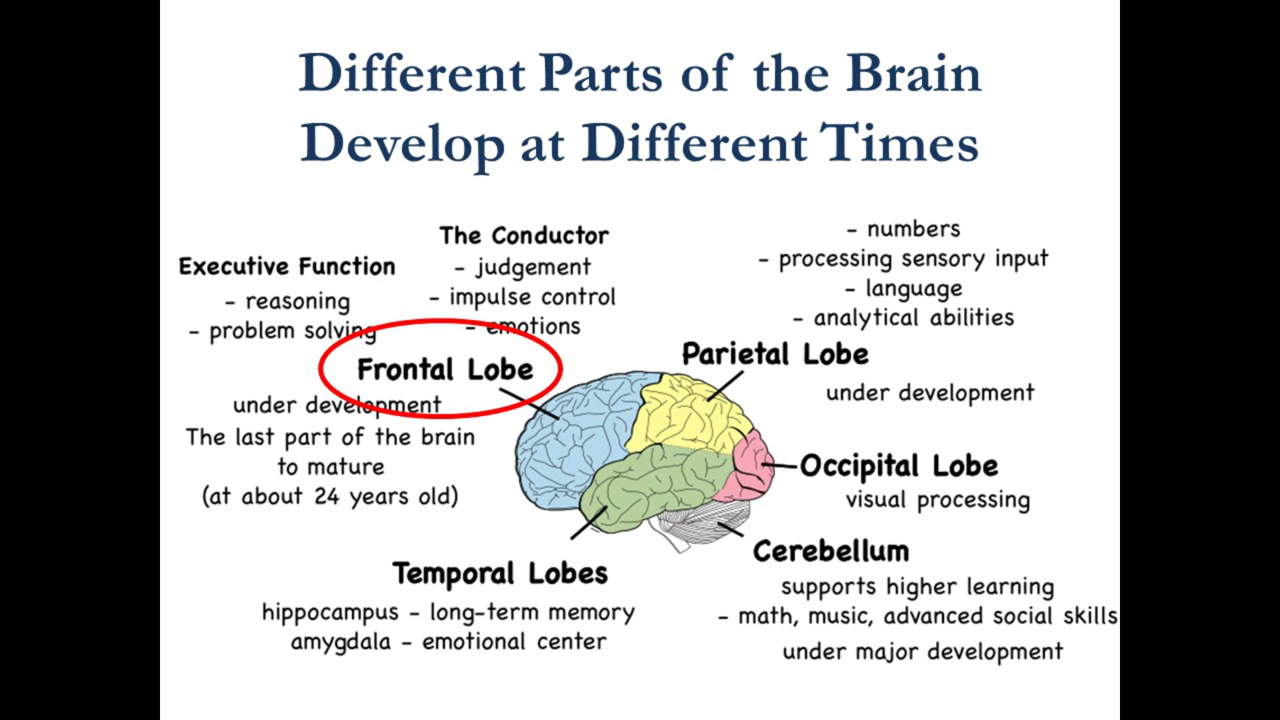 Different Parts of the Brain
Develop at Different Times
Executive Function
- reasoning
- problem solving
The Conductor
- judgement
- impulse control
- emotions
Frontal Lobe
under development
The last part of the brain
to mature
(at about 24 years old)
- numbers
- processing sensory input
- language
- analytical abilities
Parietal Lobe
under development
Occipital Lobe
visual processing
Temporal Lobes
hippocampus - long-term memory
amygdala - emotional center
Cerebellum
supports higher learning
- math, music, advanced social skills
under major development